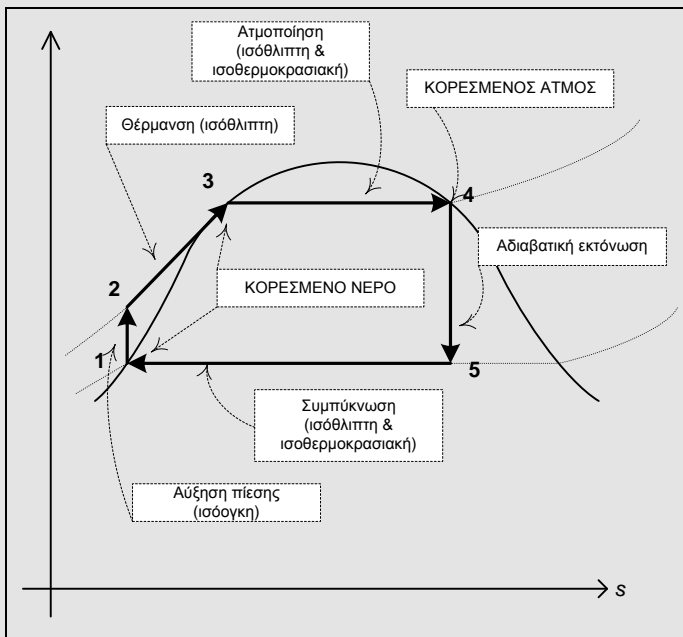 Ατμοποίηση
(ισόθλιπτη &
ισοθερμοκρασιακή)
ΚΟΡΕΣΜΕΝΟΣ ΑΤΜΟΣ
Θέρμανση (ισόθλιπτη)
3
4
Αδιαβατική εκτόνωση
ΚΟΡΕΣΜΕΝΟ ΝΕΡΟ
2
1
5
Συμπύκνωση
(ισόθλιπτη &
ισοθερμοκρασιακή)
Αύξηση πίεσης
(ισόογκη)
s